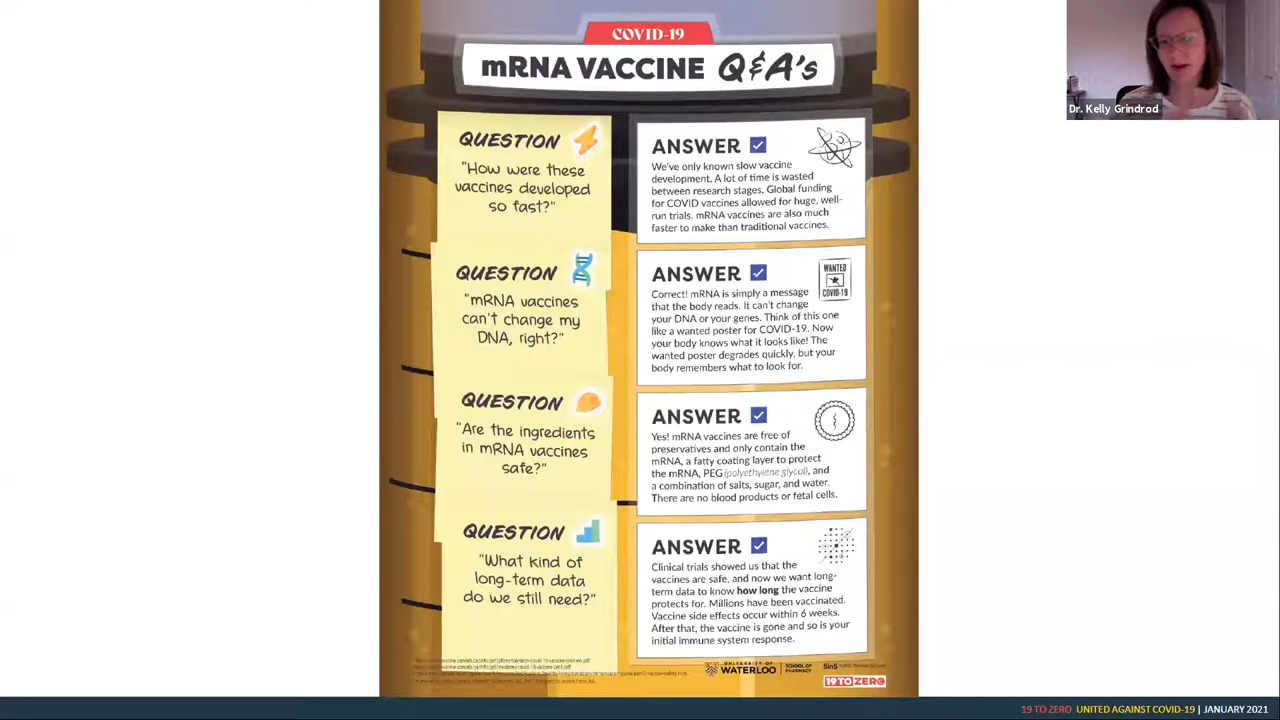 COVID-19
mRNA VACCINE Q&A's
QUESTION
"How were these
vaccines developed
so fast?"
ANSWER
We've only known slow vaccine
development. A lot of time is wasted
between research stages. Global funding
for COVID vaccines allowed for huge, well-
run trials. mRNA vaccines are also much
faster to make than traditional vaccines.
QUESTION
"mRNA vaccines
can't change my
DNA, right?"
ANSWER
WANTED
COVID-19
Correct! mRNA is simply a message
that the body reads. It can't change
your DNA or your genes. Think of this one
like a wanted poster for COVID-19. Now
your body knows what it looks like! The
wanted poster degrades quickly, but your
body remembers what to look for.
QUESTION
"Are the ingredients
in mRNA vaccines
safe?"
ANSWER
Yes! mRNA vaccines are free of
preservatives and only contain the
mRNA, a fatty coating layer to protect
the mRNA, PEG (polyethylene glycol), and
a combination of salts, sugar, and water.
There are no blood products or fetal cells.
QUESTION
"What kind of
long-term data
do we still need?"
ANSWER
Clinical trials showed us that the
vaccines are safe, and now we want long-
term data to know how long the vaccine
protects for. Millions have been vaccinated.
Vaccine side effects occur within 6 weeks.
After that, the vaccine is gone and so is your
initial immune system response.
UNIVERSITY OF
WATERLOO
SCHOOL OF
PHARMACY
5in5
19 TO ZERO
Dr. Kelly Grindrod
19 TO ZERO UNITED AGAINST COVID-19 | JANUARY 2021